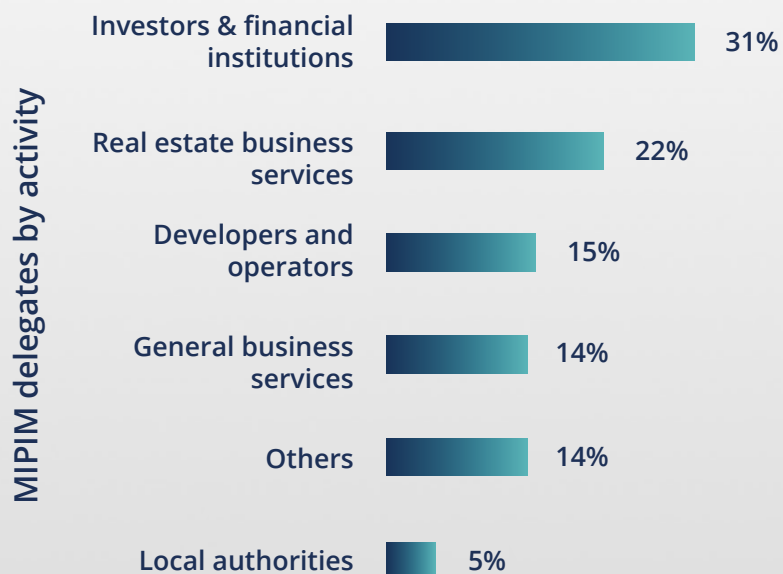 MIPIM delegates by activity
Investors & financial
institutions
31%
Real estate business
services
22%
Developers and
operators
15%
General business
services
14%
Others
14%
Local authorities
5%